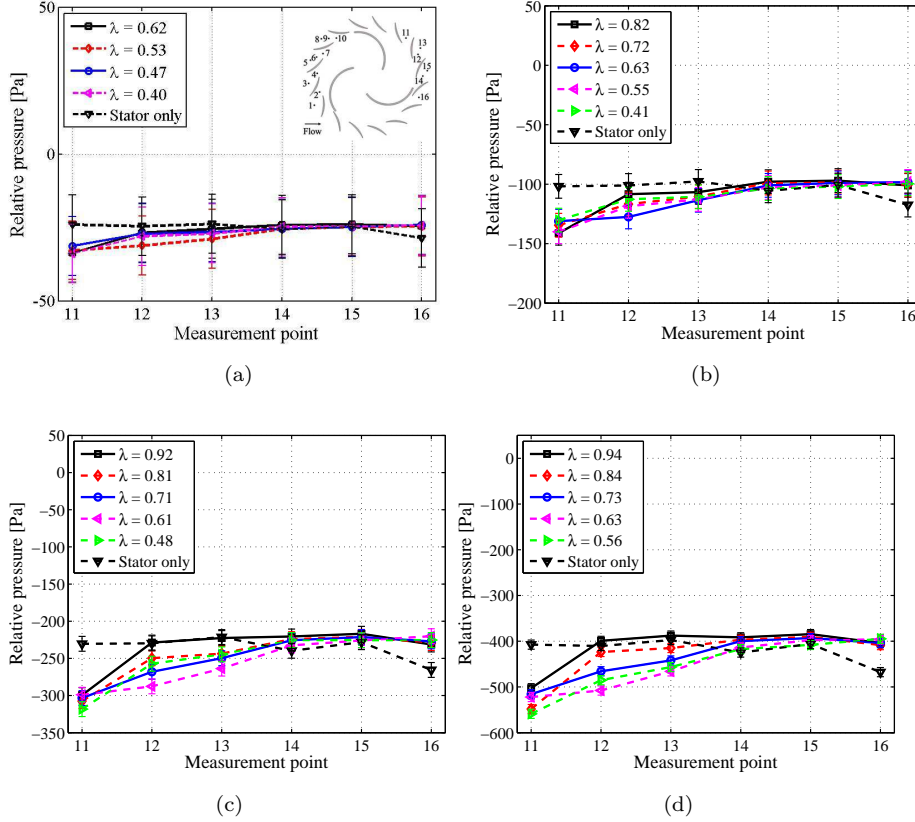 50
0
50
Relative pressure [Pa]
λ = 0.62
λ = 0.53
λ = 0.47
λ = 0.40
Stator only
8 9 10
7
6
5
4
3
2
1
11
13
12
15
14
16
Flow
11 12 13 14 15 16
Measurement point
(a)
50
0
−50
−100
−150
−200
Relative pressure [Pa]
λ = 0.82
λ = 0.72
λ = 0.63
λ = 0.55
λ = 0.41
Stator only
11 12 13 14 15 16
Measurement point
(b)
50
0
−50
−100
−150
−200
−250
−300
−350
Relative pressure [Pa]
λ = 0.92
λ = 0.81
λ = 0.71
λ = 0.61
λ = 0.48
Stator only
11 12 13 14 15 16
Measurement point
(c)
0
−100
−200
−300
−400
−500
−600
Relative pressure [Pa]
λ = 0.94
λ = 0.84
λ = 0.73
λ = 0.63
λ = 0.56
Stator only
11 12 13 14 15 16
Measurement point
(d)